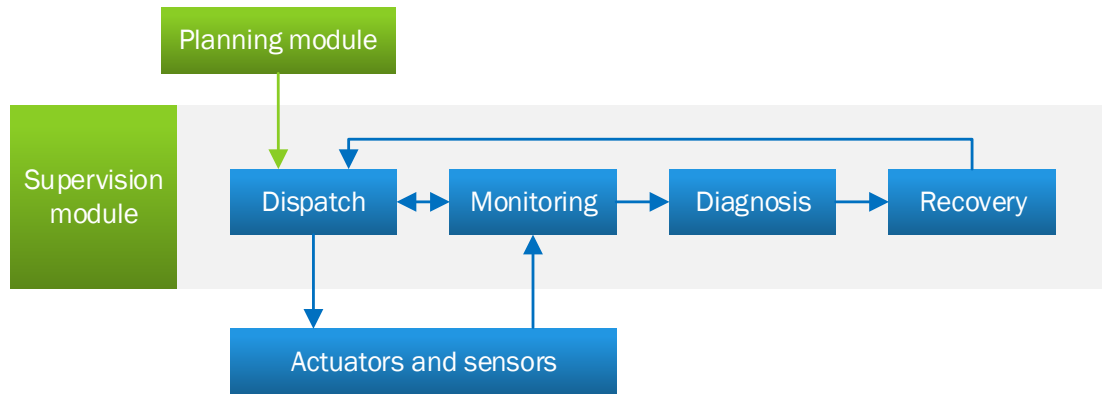 Planning module
Supervision
module
Dispatch
Monitoring
Diagnosis
Recovery
Actuators and sensors